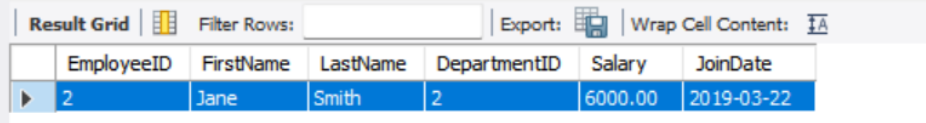 Result Grid Filter Rows: Export: Wrap Cell Content: IA
EmployeeID FirstName LastName DepartmentID Salary JoinDate
2 Jane Smith 2 6000.00 2019-03-22